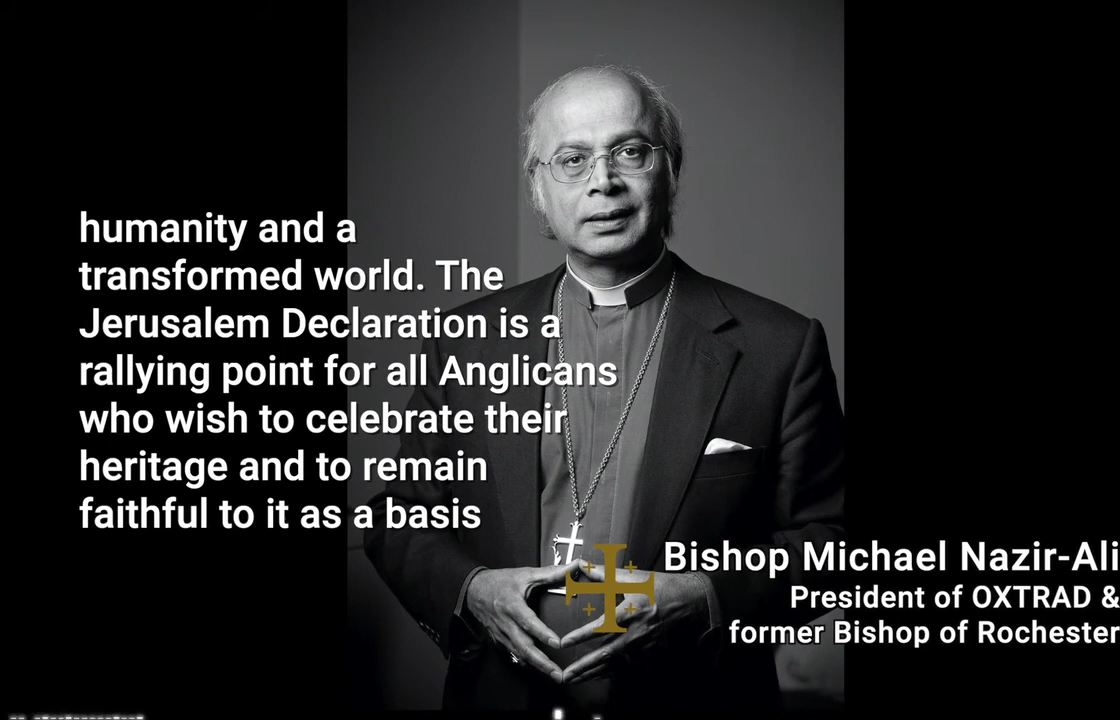 humanity and a
transformed world. The
Jerusalem Declaration is a
rallying point for all Anglicans
who wish to celebrate their
heritage and to remain
faithful to it as a basis
Bishop Michael Nazir-Ali
President of OXTRAD &
former Bishop of Rochester